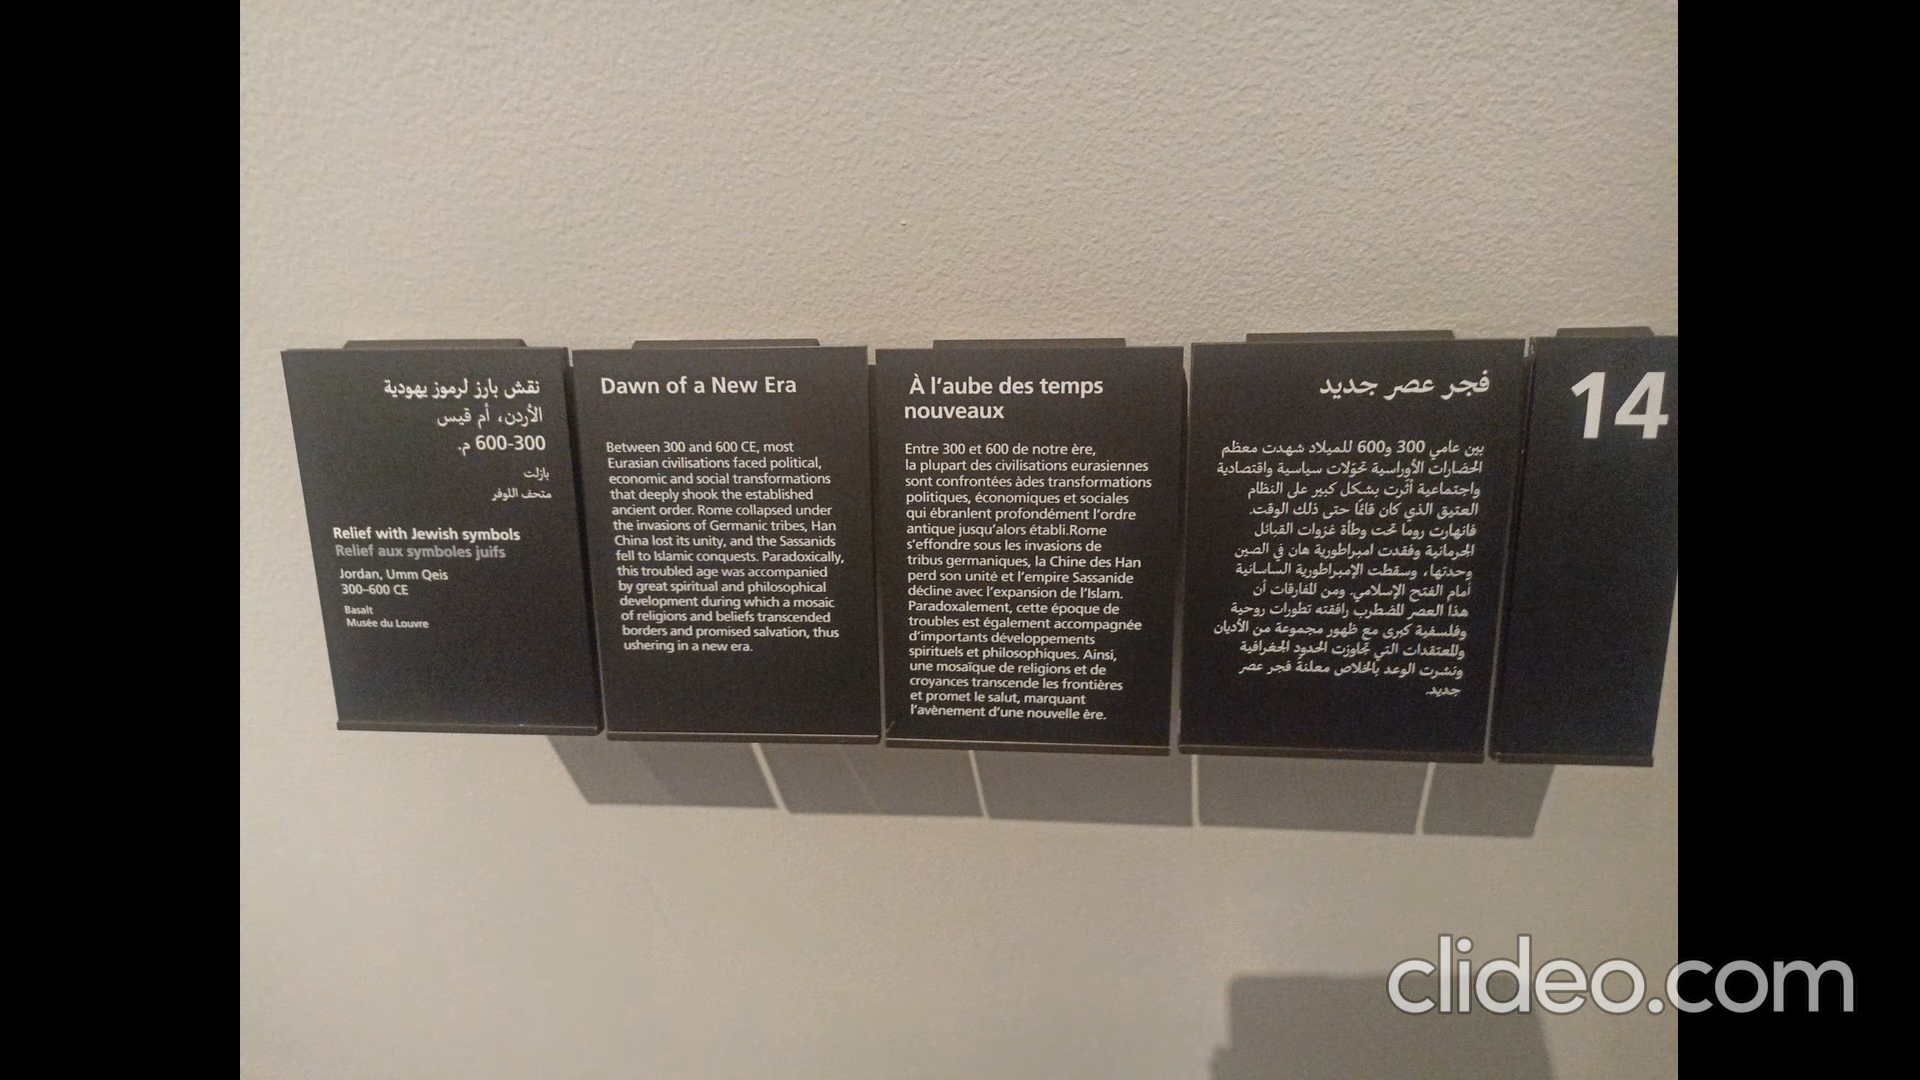 نقش بارز لرموز يهودية
الأردن، أم قيس
300-600 م.
بازلت
متحف اللوفر
Relief with Jewish symbols
Relief aux symboles juifs
Jordan, Umm Qeis
300–600 CE
Basalt
Musée du Louvre
Dawn of a New Era
Between 300 and 600 CE, most
Eurasian civilisations faced political,
economic and social transformations
that deeply shook the established
ancient order. Rome collapsed under
the invasions of Germanic tribes, Han
China lost its unity, and the Sassanids
fell to Islamic conquests. Paradoxically,
this troubled age was accompanied
by great spiritual and philosophical
development during which a mosaic
of religions and beliefs transcended
borders and promised salvation, thus
ushering in a new era.
À l’aube des temps
nouveaux
Entre 300 et 600 de notre ère,
la plupart des civilisations eurasiennes
sont confrontées àdes transformations
politiques, économiques et sociales
qui ébranlent profondément l’ordre
antique jusqu’alors établi.Rome
s’effondre sous les invasions de
tribus germaniques, la Chine des Han
perd son unité et l’empire Sassanide
décline avec l’expansion de l’Islam.
Paradoxalement, cette époque de
troubles est également accompagnée
d’importants développements
spirituels et philosophiques. Ainsi,
une mosaïque de religions et de
croyances transcende les frontières
et promet le salut, marquant
l’avènement d’une nouvelle ère.
فجر عصر جديد
بين عامي 300 و600 للميلاد شهدت معظم
الحضارات الأوراسية تحوّلات سياسية واقتصادية
واجتماعية أثّرت بشكل كبير على النظام
العتيق الذي كان قائمًا حتى ذلك الوقت.
فانهارت روما تحت وطأة غزوات القبائل
الجرمانية وفقدت امبراطورية هان في الصين
وحدتها، وسقطت الإمبراطورية الساسانية
أمام الفتح الإسلامي. ومن المفارقات أن
هذا العصر المضطرب رافقته تطورات روحية
وفلسفية كبرى مع ظهور مجموعة من الأديان
والمعتقدات التي تجاوزت الحدود الجغرافية
ونشرت الوعد بالخلاص معلنةً فجر عصر
جديد.
14
clideo.com